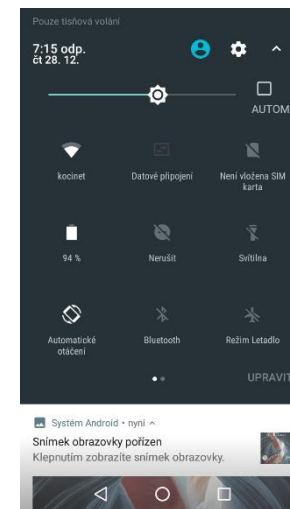 Pouze tísňová volání
7:15 odp.
čt 28. 12.
AUTOM
kocinet
Datové připojení
Není vložena SIM
karta
94 %
Nerušit
Svítilna
Automatické
otáčení
Bluetooth
Režim Letadlo
UPRAVIT
Systém Android • nyní
Snímek obrazovky pořízen
Klepnutím zobrazíte snímek obrazovky.